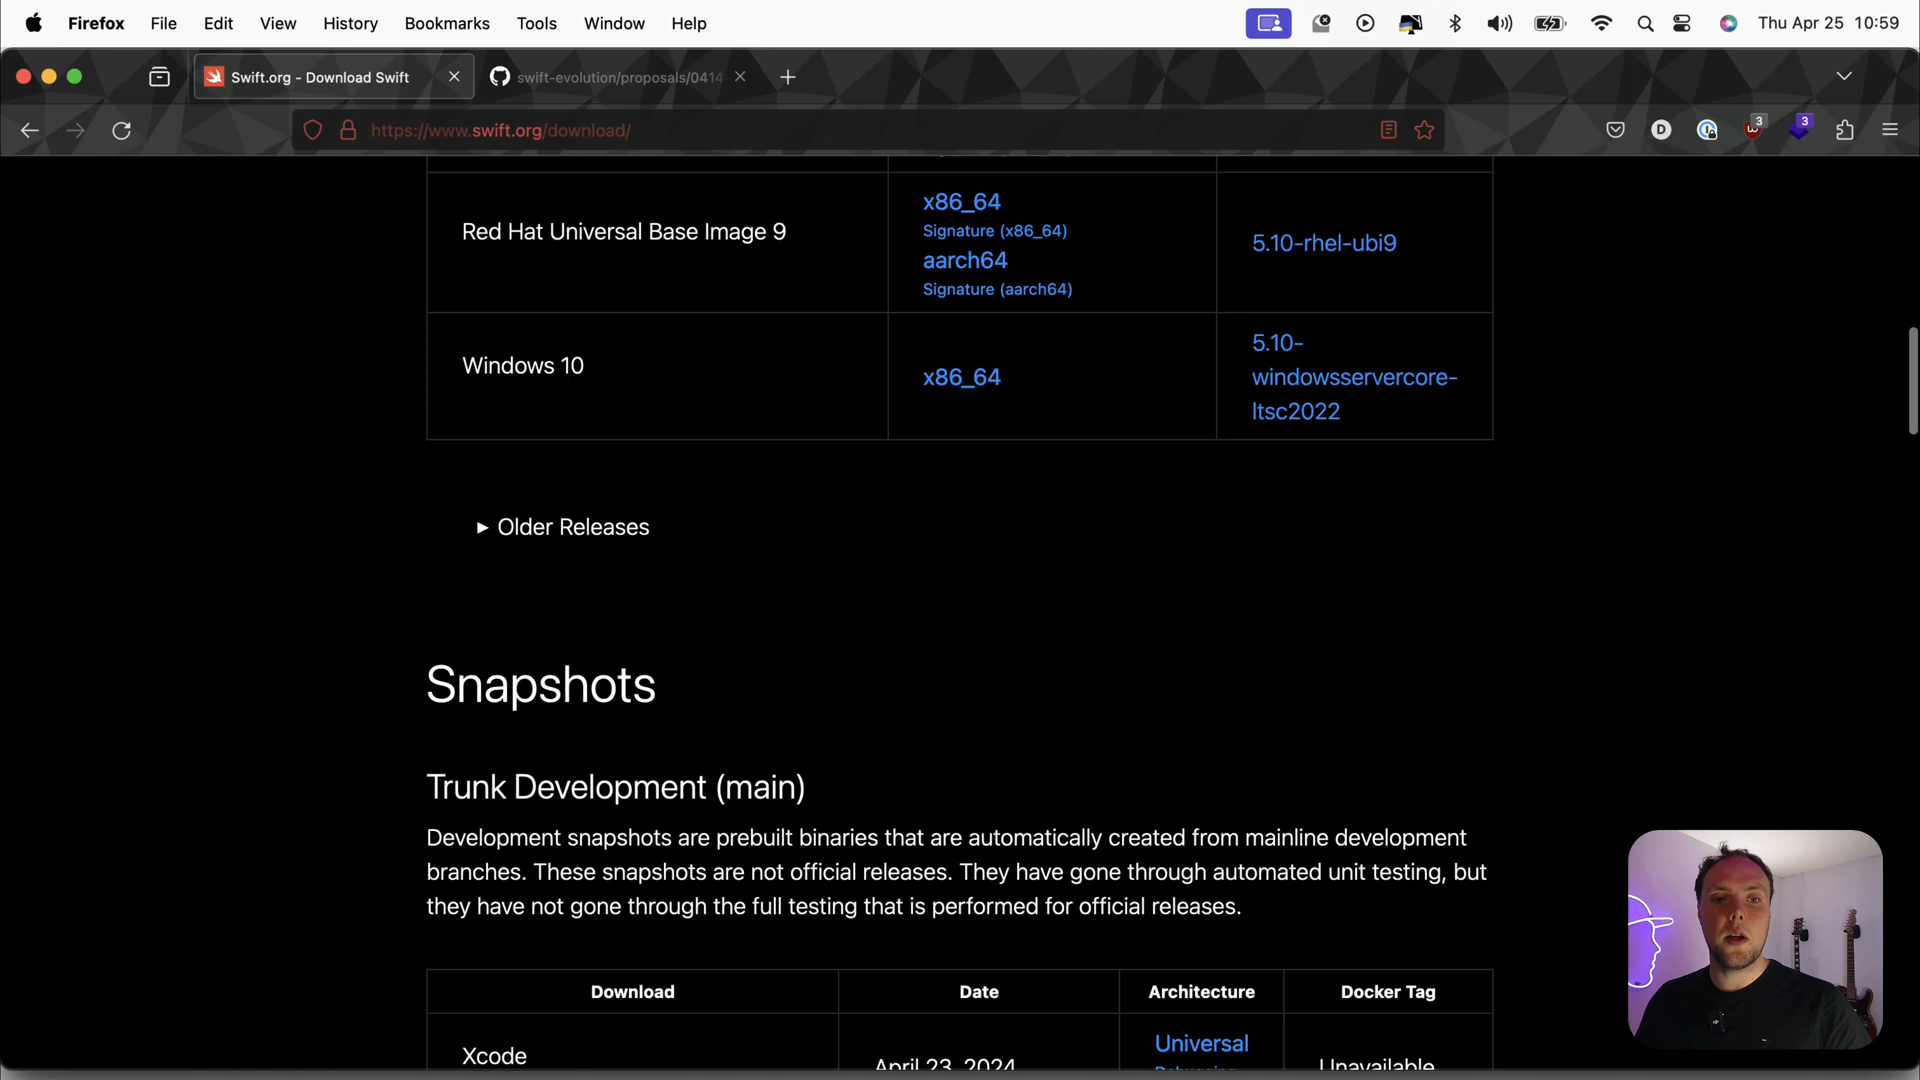 Firefox File Edit View History Bookmarks Tools Window Help Thu Apr 25 10:59
Swift.org - Download Swift swift-evolution/proposals/0414
https://www.swift.org/download/ D 3 3
Red Hat Universal Base Image 9
x86_64
Signature (x86_64)
aarch64
Signature (aarch64)
5.10-rhel-ubi9
Windows 10
x86_64
5.10-
windowsservercore-
ltsc2022
► Older Releases
Snapshots
Trunk Development (main)
Development snapshots are prebuilt binaries that are automatically created from mainline development
branches. These snapshots are not official releases. They have gone through automated unit testing, but
they have not gone through the full testing that is performed for official releases.
Download Date Architecture Docker Tag
Xcode
April 23, 2024
Universal
Debugging
Unavailable